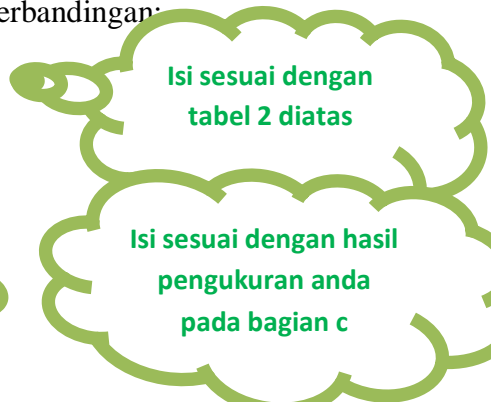 erbandingan:
Isi sesuai dengan
tabel 2 diatas
Isi sesuai dengan hasil
pengukuran anda
pada bagian c